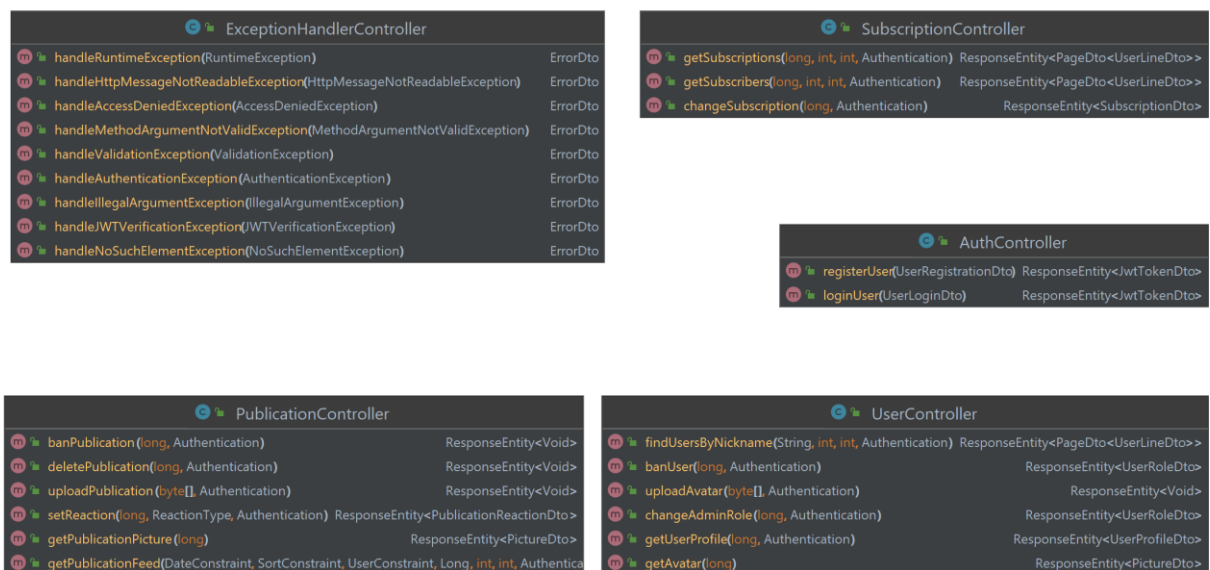 ExceptionHandlerController
handleRuntimeException(RuntimeException) ErrorDto
handleHttpMessageNotReadableException(HttpMessageNotReadableException) ErrorDto
handleAccessDeniedException(AccessDeniedException) ErrorDto
handleMethodArgumentNotValidException(MethodArgumentNotValidException) ErrorDto
handleValidationException(ValidationException) ErrorDto
handleAuthenticationException(AuthenticationException) ErrorDto
handleIllegalArgumentException(IllegalArgumentException) ErrorDto
handleJWTVerificationException(JWTVerificationException) ErrorDto
handleNoSuchElementException(NoSuchElementException) ErrorDto
SubscriptionController
getSubscriptions(long, int, int, Authentication) ResponseEntity<PageDto<UserLineDto>>
getSubscribers(long, int, int, Authentication) ResponseEntity<PageDto<UserLineDto>>
changeSubscription(long, Authentication) ResponseEntity<SubscriptionDto>
AuthController
registerUser(UserRegistrationDto) ResponseEntity<JwtTokenDto>
loginUser(UserLoginDto) ResponseEntity<JwtTokenDto>
PublicationController
banPublication(long, Authentication) ResponseEntity<Void>
deletePublication(long, Authentication) ResponseEntity<Void>
uploadPublication(byte[], Authentication) ResponseEntity<Void>
setReaction(long, ReactionType, Authentication) ResponseEntity<PublicationReactionDto>
getPublicationPicture(long) ResponseEntity<PictureDto>
getPublicationFeed(DateConstraint, SortConstraint, UserConstraint, Long, int, int, Authentica
UserController
findUsersByNickname(String, int, int, Authentication) ResponseEntity<PageDto<UserLineDto>>
banUser(long, Authentication) ResponseEntity<UserRoleDto>
uploadAvatar(byte[], Authentication) ResponseEntity<Void>
changeAdminRole(long, Authentication) ResponseEntity<UserRoleDto>
getUserProfile(long, Authentication) ResponseEntity<UserProfileDto>
getAvatar(long) ResponseEntity<PictureDto>